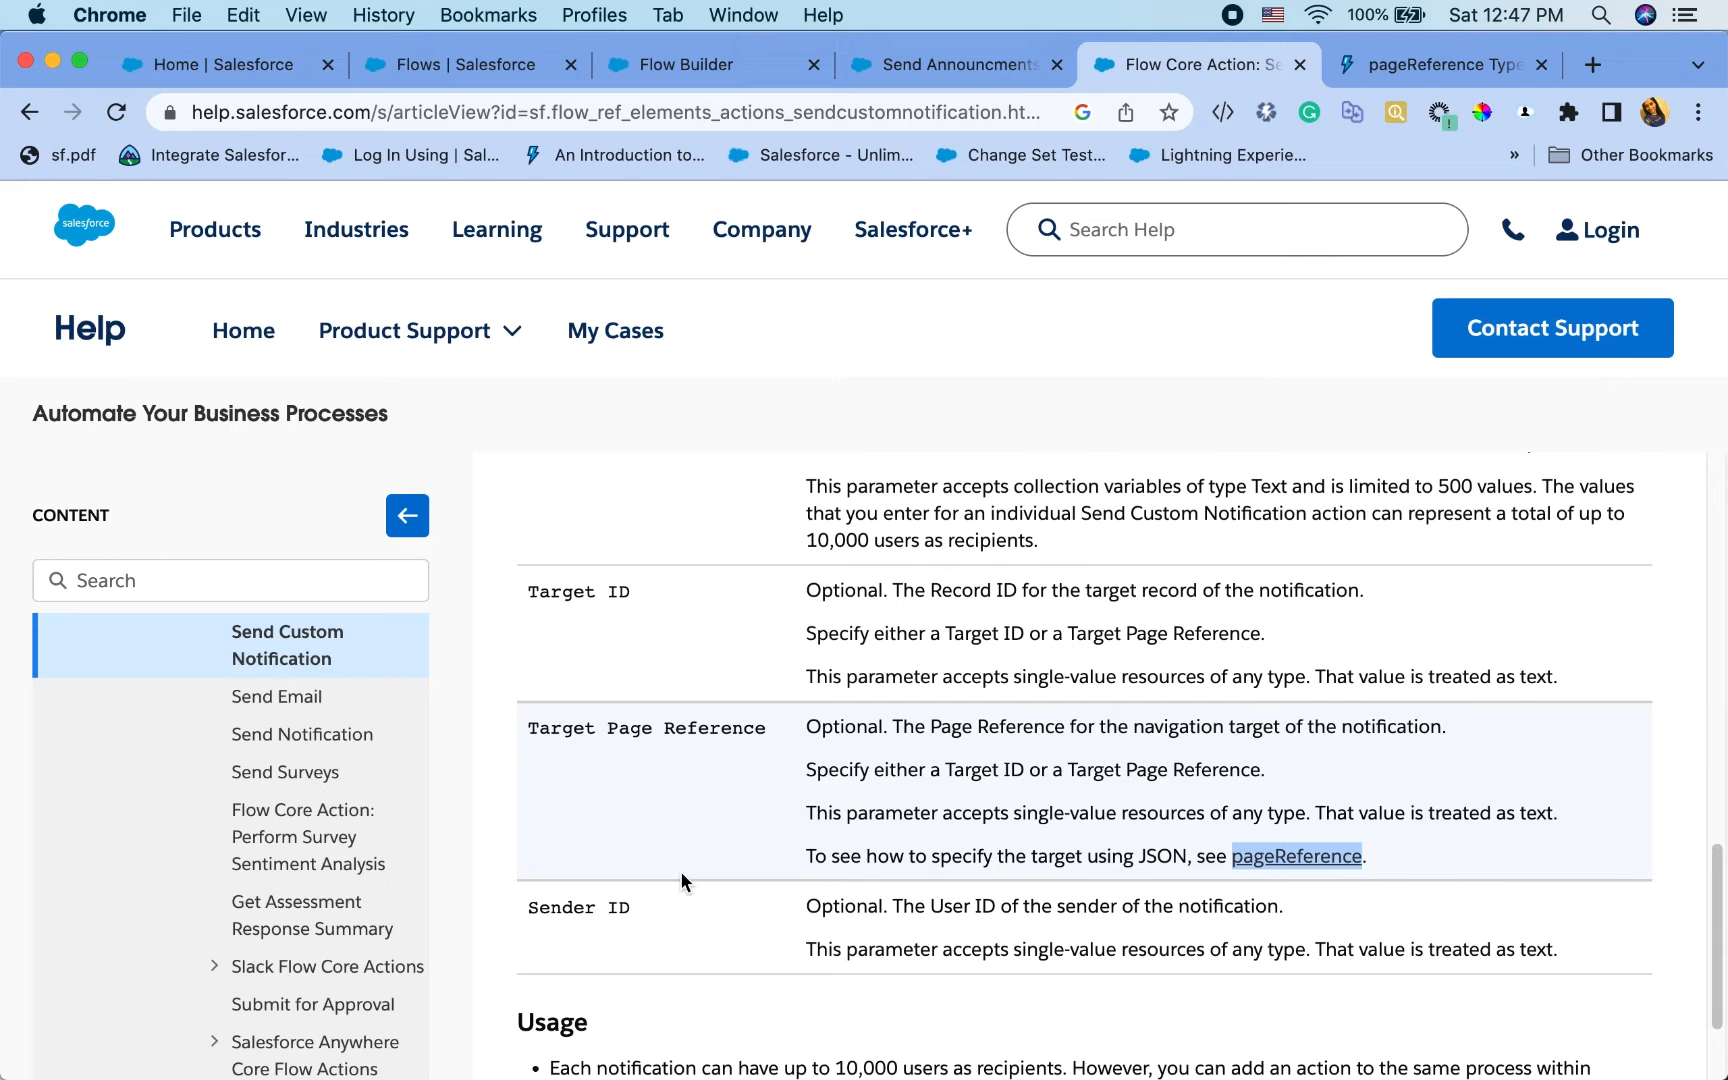 Chrome File Edit View History Bookmarks Profiles Tab Window Help 100% Sat 12:47 PM
Home | Salesforce Flows | Salesforce Flow Builder Send Announcments Flow Core Action: Se pageReference Type
help.salesforce.com/s/articleView?id=sf.flow_ref_elements_actions_sendcustomnotification.ht...
sf.pdf Integrate Salesfor... Log In Using | Sal... An Introduction to... Salesforce - Unlim... Change Set Test... Lightning Experie... » Other Bookmarks
salesforce Products Industries Learning Support Company Salesforce+ Search Help Login
Help Home Product Support My Cases Contact Support
Automate Your Business Processes
CONTENT
Search
Send Custom
Notification
Send Email
Send Notification
Send Surveys
Flow Core Action:
Perform Survey
Sentiment Analysis
Get Assessment
Response Summary
Slack Flow Core Actions
Submit for Approval
Salesforce Anywhere
Core Flow Actions
This parameter accepts collection variables of type Text and is limited to 500 values. The values
that you enter for an individual Send Custom Notification action can represent a total of up to
10,000 users as recipients.
Target ID Optional. The Record ID for the target record of the notification.
Specify either a Target ID or a Target Page Reference.
This parameter accepts single-value resources of any type. That value is treated as text.
Target Page Reference Optional. The Page Reference for the navigation target of the notification.
Specify either a Target ID or a Target Page Reference.
This parameter accepts single-value resources of any type. That value is treated as text.
To see how to specify the target using JSON, see pageReference.
Sender ID Optional. The User ID of the sender of the notification.
This parameter accepts single-value resources of any type. That value is treated as text.
Usage
• Each notification can have up to 10,000 users as recipients. However, you can add an action to the same process within